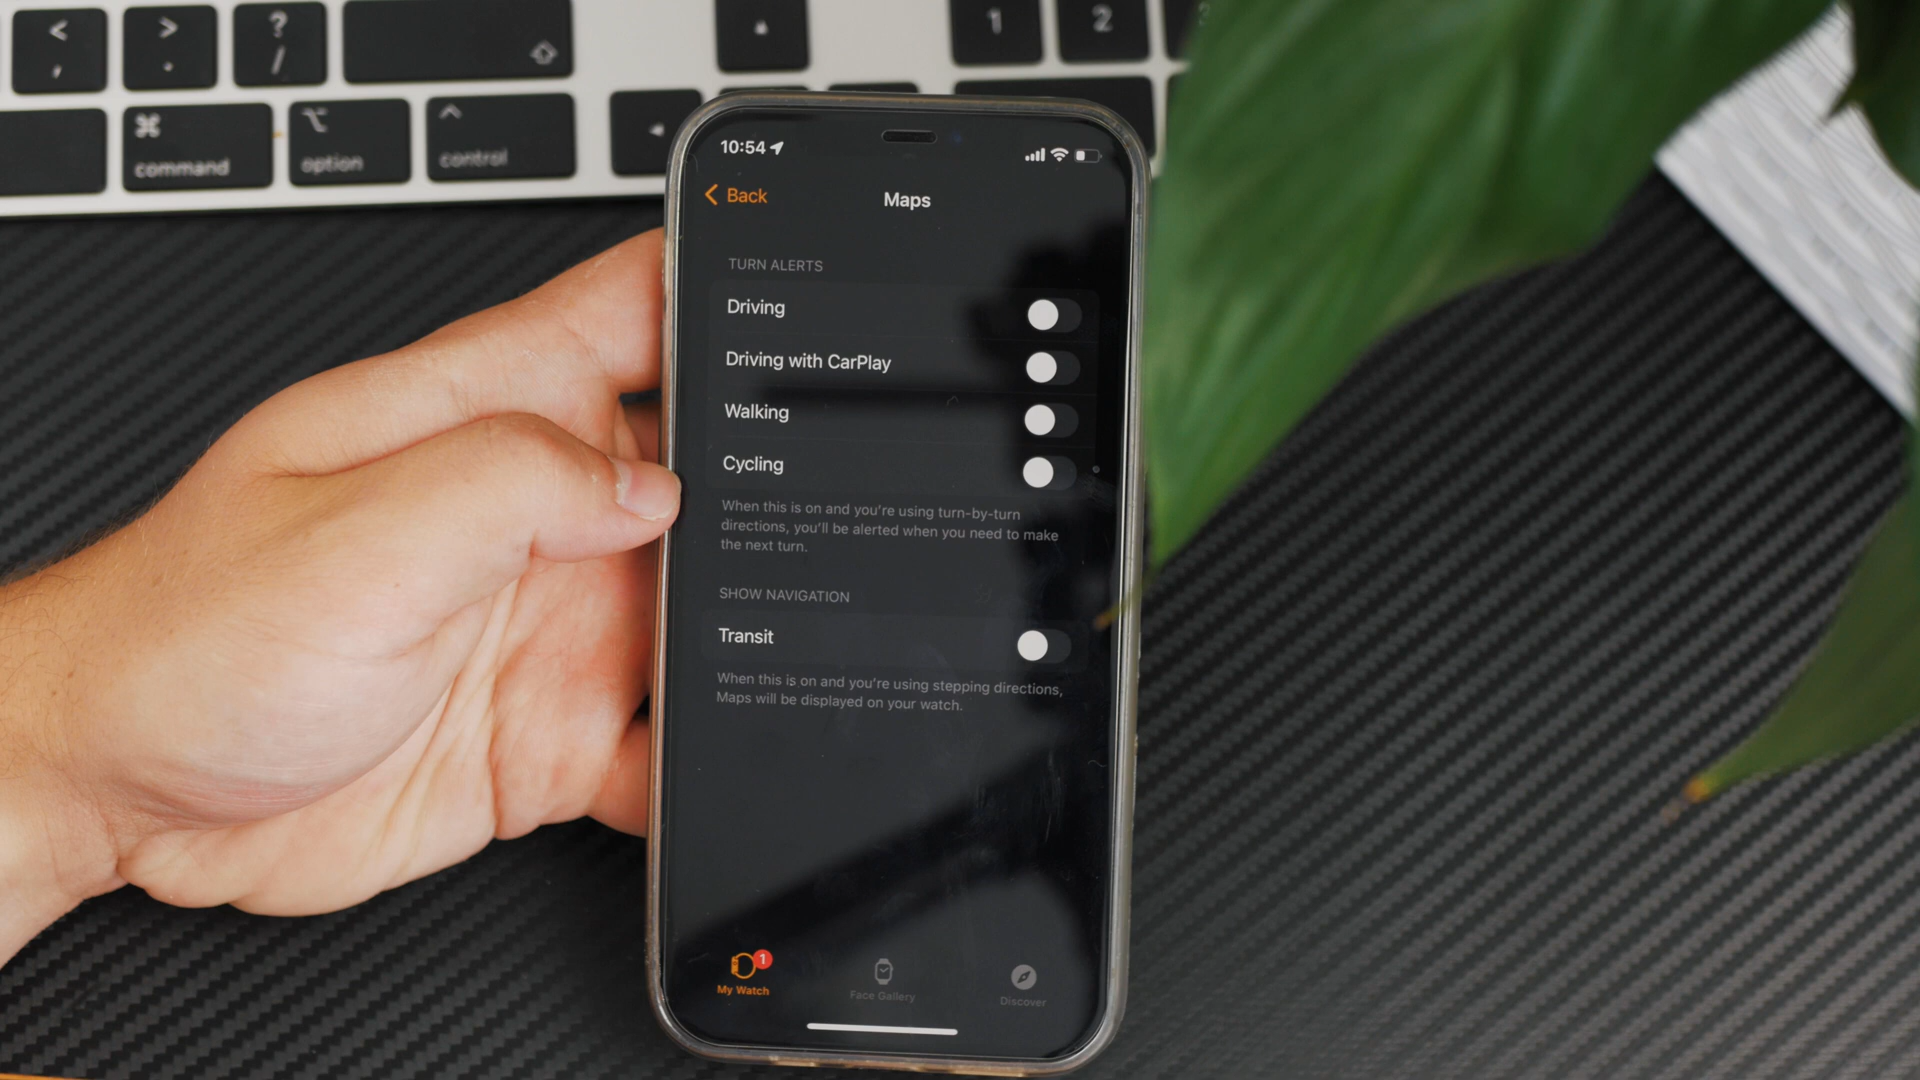 < > ?
, . /
1 2
⌘ ⌥ ^
command option control
10:54
Back
Maps
TURN ALERTS
Driving
Driving with CarPlay
Walking
Cycling
When this is on and you're using turn-by-turn
directions, you'll be alerted when you need to make
the next turn.
SHOW NAVIGATION
Transit
When this is on and you're using stepping directions,
Maps will be displayed on your watch.
1
My Watch
Face Gallery
Discover